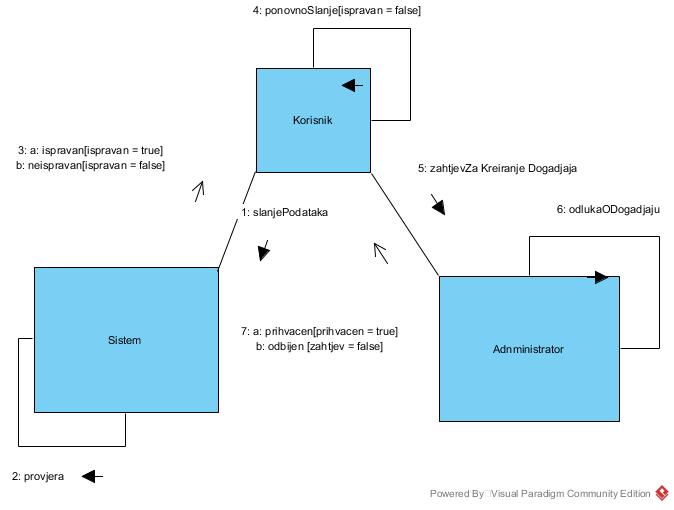 4: ponovnoSlanje[ispravan = false]
Korisnik
3: a: ispravan[ispravan = true]
b: neispravan[ispravan = false]
5: zahtjevZa Kreiranje Dogadjaja
1: slanjePodataka
6: odlukaODogadjaju
7: a: prihvacen[prihvacen = true]
b: odbijen [zahtjev = false]
Sistem
Adnministrator
2: provjera
Powered By Visual Paradigm Community Edition